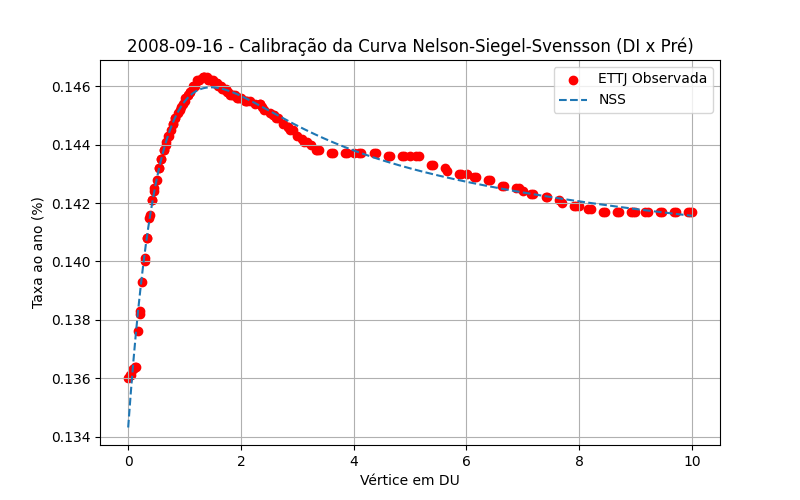 2008-09-16 - Calibração da Curva Nelson-Siegel-Svensson (DI x Pré)
ETTJ Observada
NSS
Taxa ao ano (%)
0.146
0.144
0.142
0.140
0.138
0.136
0.134
0
2
4
6
8
10
Vértice em DU